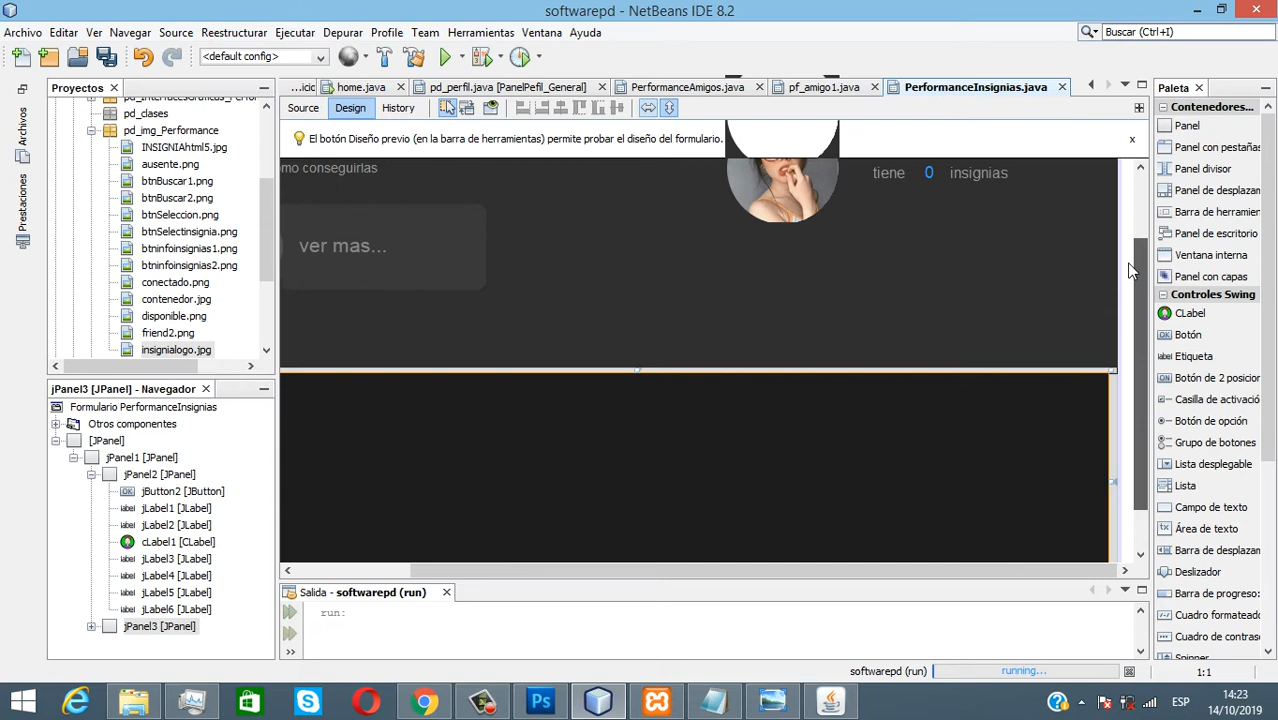 softwarepd - NetBeans IDE 8.2
Archivo Editar Ver Navegar Source Reestructurar Ejecutar Depurar Profile Team Herramientas Ventana Ayuda
Buscar (Ctrl+I)
<default config>
Proyectos
...icic home.java pd_perfil.java [PanelPefil_General] PerformanceAmigos.java pf_amigo1.java PerformanceInsignias.java
Source Design History
El botón Diseño previo (en la barra de herramientas) permite probar el diseño del formulario.
Archivos
Prestaciones
pd_InterfacesGraficas_Perfo
pd_clases
pd_img_Performance
INSIGNIAhtml5.jpg
ausente.png
btnBuscar1.png
btnBuscar2.png
btnSeleccion.png
btnSelectinsignia.png
btninfoinsignias1.png
btninfoinsignias2.png
conectado.png
contenedor.jpg
disponible.png
friend2.png
insignialogo.jpg
omo conseguirlas
ver mas...
tiene 0 insignias
jPanel3 [JPanel] - Navegador
Formulario PerformanceInsignias
Otros componentes
[JPanel]
jPanel1 [JPanel]
jPanel2 [JPanel]
jButton2 [JButton]
jLabel1 [JLabel]
jLabel2 [JLabel]
cLabel1 [CLabel]
jLabel3 [JLabel]
jLabel4 [JLabel]
jLabel5 [JLabel]
jLabel6 [JLabel]
jPanel3 [JPanel]
Paleta
Contenedores...
Panel
Panel con pestañas
Panel divisor
Panel de desplaza
Barra de herramien
Panel de escritorio
Ventana interna
Panel con capas
Controles Swing
CLabel
Botón
Etiqueta
Botón de 2 posicion
Casilla de activació
Botón de opción
Grupo de botones
Lista desplegable
Lista
Campo de texto
Área de texto
Barra de desplazan
Deslizador
Barra de progreso:
Cuadro formateado
Cuadro de contras
Spinner
Salida - softwarepd (run)
run:
softwarepd (run) running... 1:1
ESP
14:23
14/10/2019